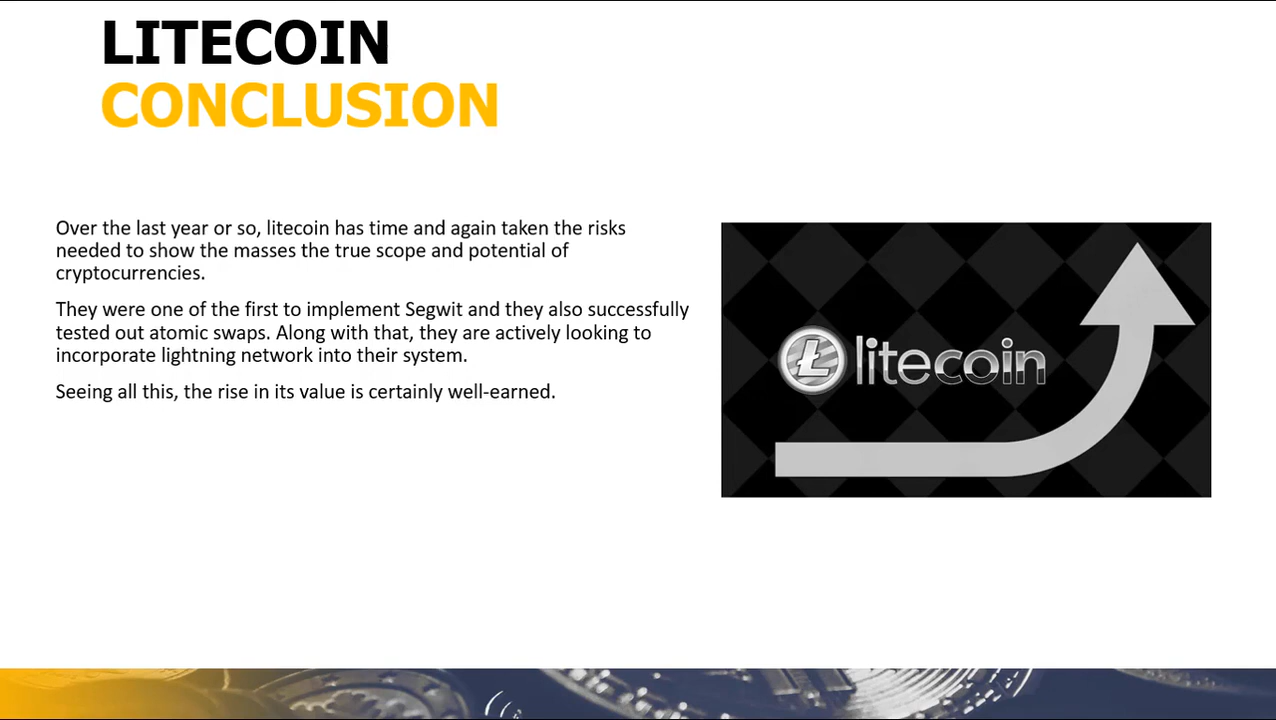 LITECOIN
CONCLUSION
Over the last year or so, litecoin has time and again taken the risks
needed to show the masses the true scope and potential of
cryptocurrencies.
They were one of the first to implement Segwit and they also successfully
tested out atomic swaps. Along with that, they are actively looking to
incorporate lightning network into their system.
Seeing all this, the rise in its value is certainly well-earned.
Ł litecoin